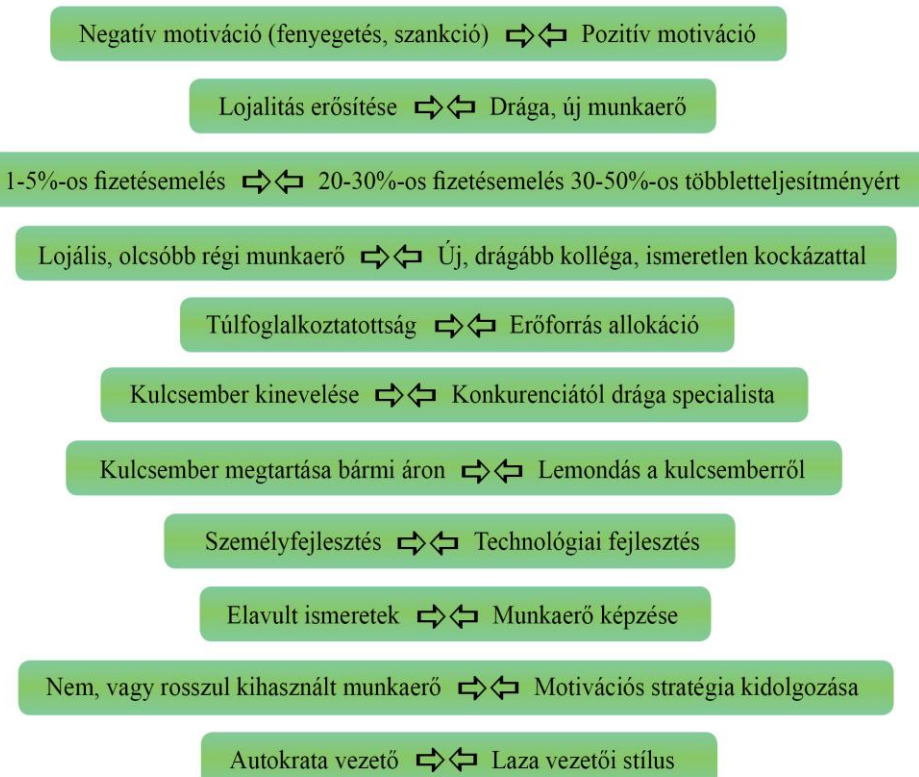 Negatív motiváció (fenyegetés, szankció) ⇨⇦ Pozitív motiváció
Lojalitás erősítése ⇨⇦ Drága, új munkaerő
1-5%-os fizetésemelés ⇨⇦ 20-30%-os fizetésemelés 30-50%-os többletteljesítményért
Lojális, olcsóbb régi munkaerő ⇨⇦ Új, drágább kolléga, ismeretlen kockázattal
Túlfoglalkoztatottság ⇨⇦ Erőforrás allokáció
Kulcsember kinevelése ⇨⇦ Konkurenciától drága specialista
Kulcsember megtartása bármi áron ⇨⇦ Lemondás a kulcsemberről
Személyfejlesztés ⇨⇦ Technológiai fejlesztés
Elavult ismeretek ⇨⇦ Munkaerő képzése
Nem, vagy rosszul kihasznált munkaerő ⇨⇦ Motivációs stratégia kidolgozása
Autokrata vezető ⇨⇦ Laza vezetői stílus